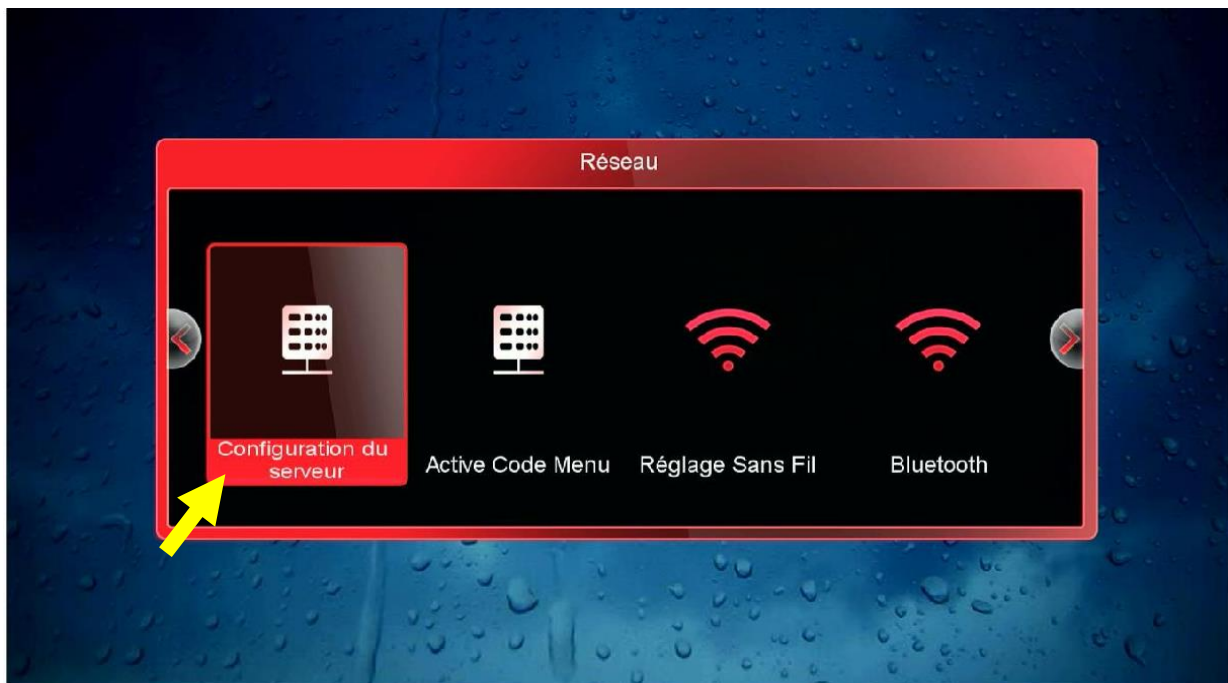 Réseau
Configuration du
serveur
Active Code Menu
Réglage Sans Fil
Bluetooth